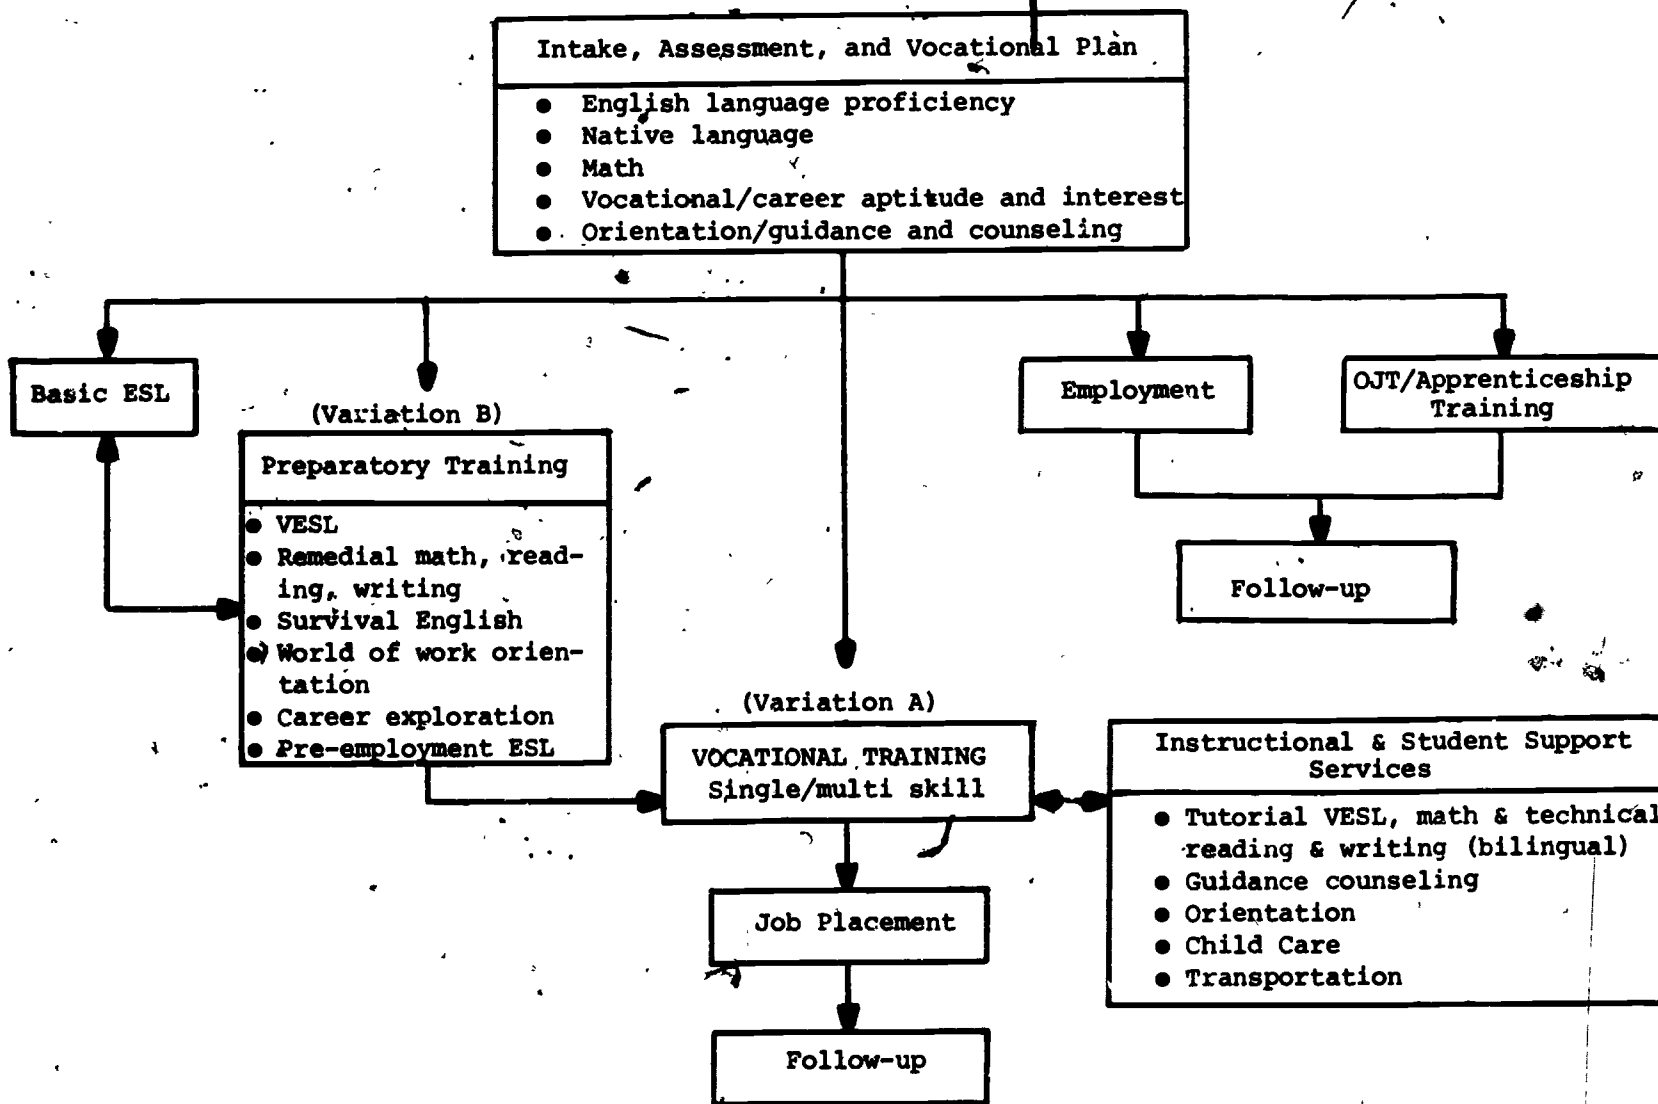 Intake, Assessment, and Vocational Plan
● English language proficiency
● Native language
● Math
● Vocational/career aptitude and interest
● Orientation/guidance and counseling
Basic ESL
(Variation B)
Preparatory Training
● VESL
● Remedial math, read-
ing, writing
● Survival English
● World of work orien-
tation
● Career exploration
● Pre-employment ESL
Employment
OJT/Apprenticeship
Training
Follow-up
(Variation A)
VOCATIONAL TRAINING
Single/multi skill
Instructional & Student Support
Services
● Tutorial VESL, math & technical
reading & writing (bilingual)
● Guidance counseling
● Orientation
● Child Care
● Transportation
Job Placement
Follow-up